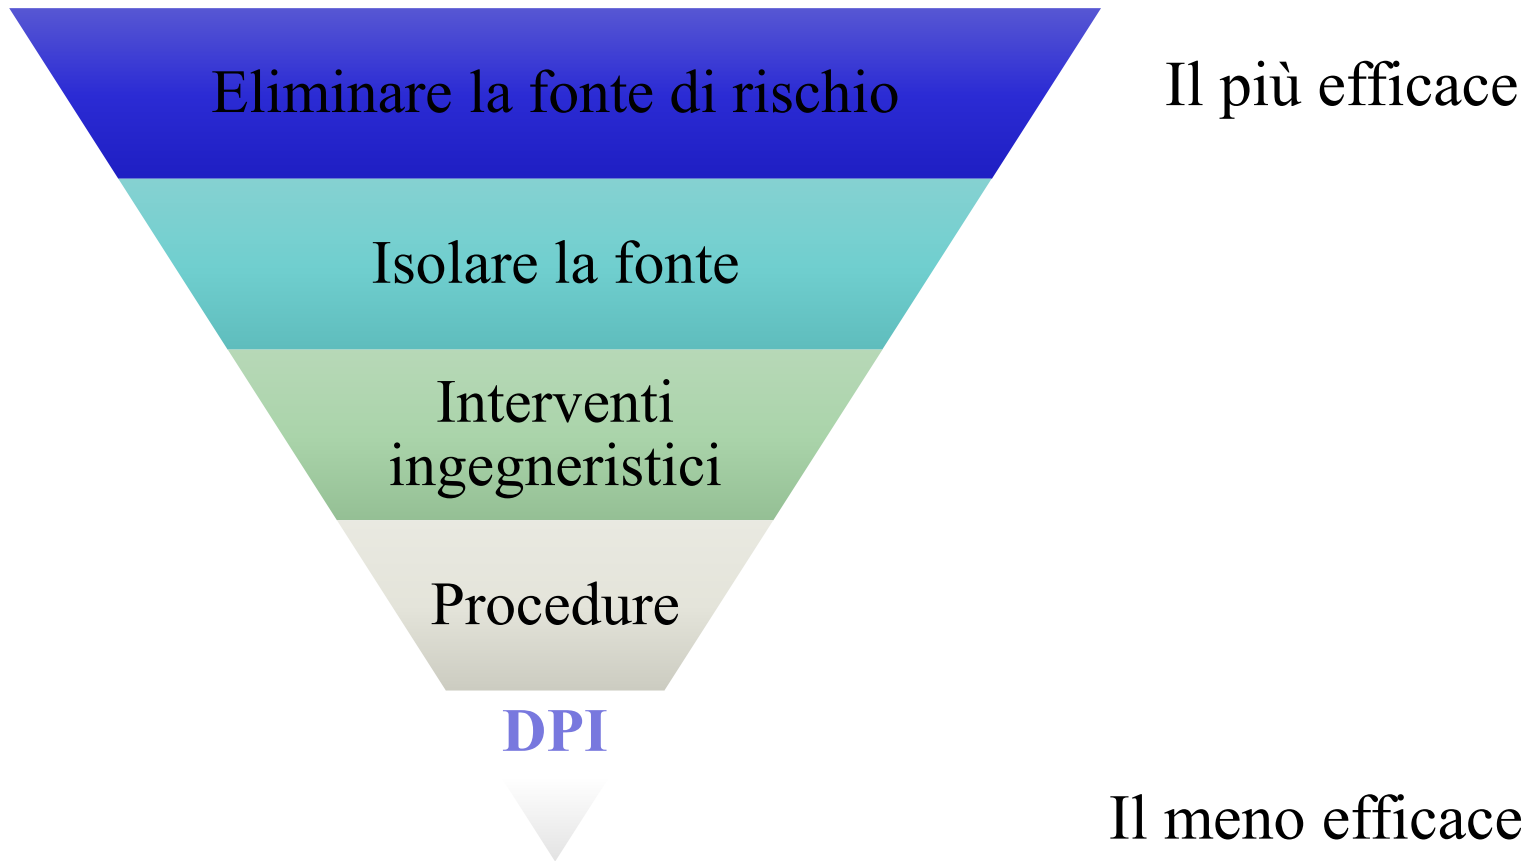 Eliminare la fonte di rischio
Il più efficace
Isolare la fonte
Interventi
ingegneristici
Procedure
DPI
Il meno efficace